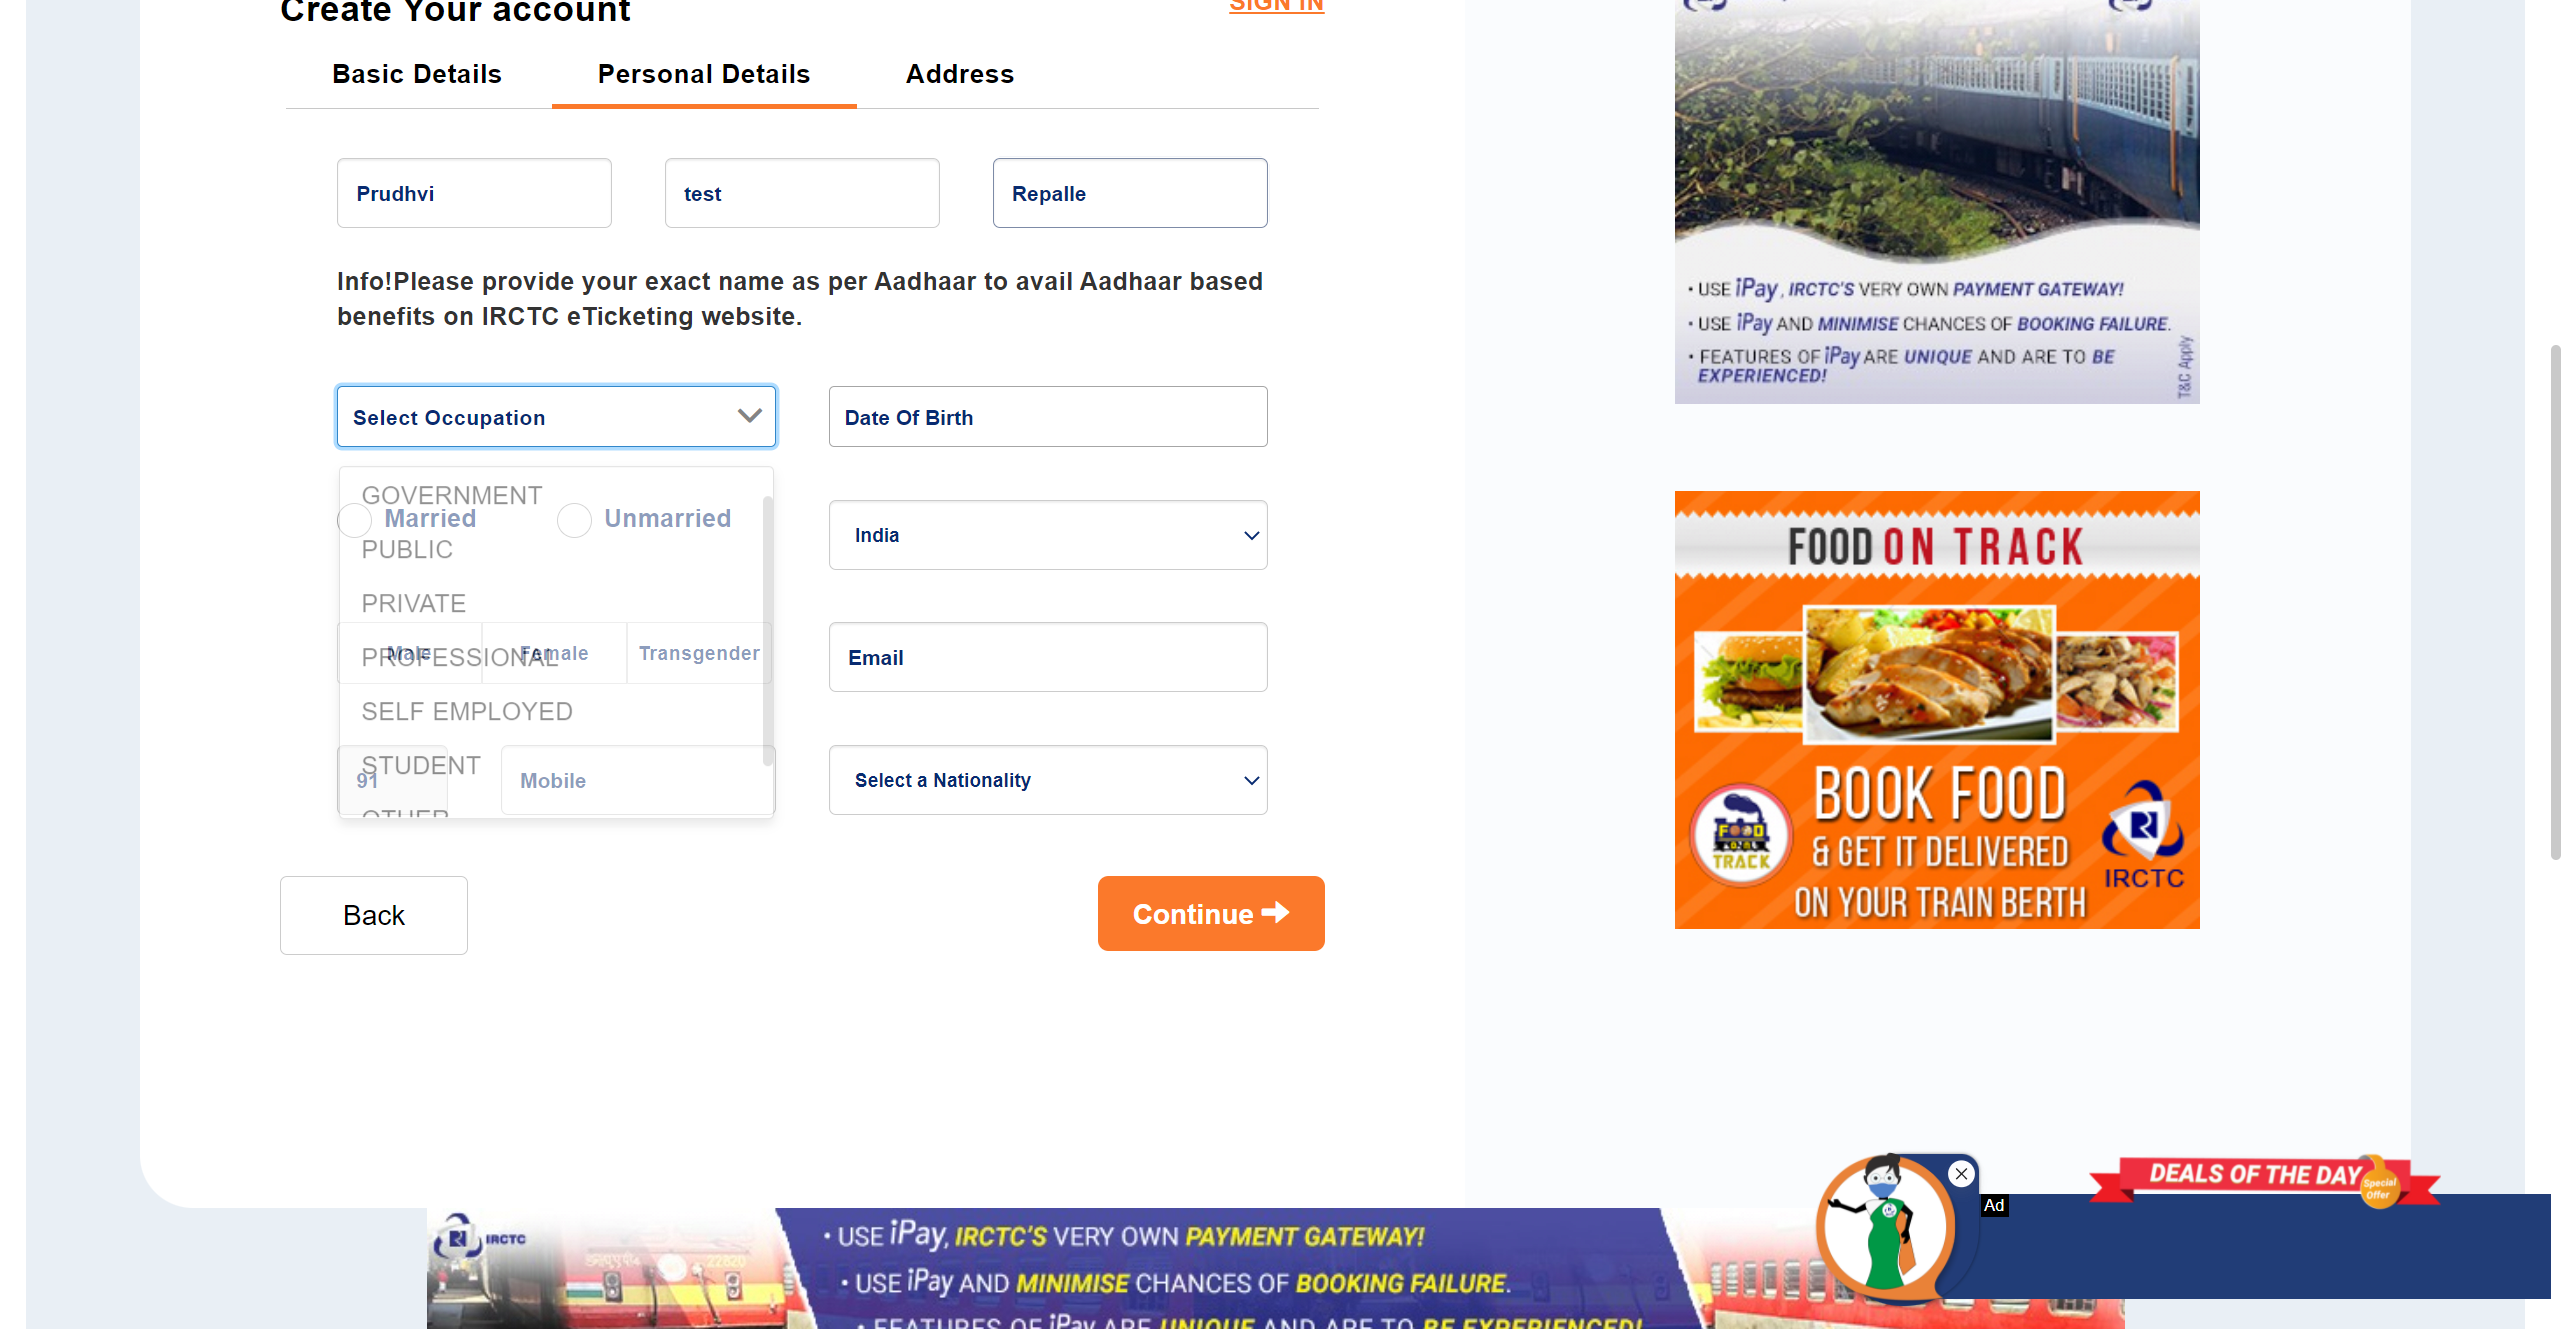 Create Your account
SIGN IN
Basic Details
Personal Details
Address
Prudhvi
test
Repalle
Info!Please provide your exact name as per Aadhaar to avail Aadhaar based
benefits on IRCTC eTicketing website.
Select Occupation
Date Of Birth
GOVERNMENT
Married
Unmarried
India
PUBLIC
PRIVATE
Male
Female
Transgender
PROFESSIONAL
Email
SELF EMPLOYED
STUDENT
91
Mobile
Select a Nationality
OTHER
Back
Continue
• USE iPay, IRCTC'S VERY OWN PAYMENT GATEWAY!
• USE iPay AND MINIMISE CHANCES OF BOOKING FAILURE.
• FEATURES OF iPay ARE UNIQUE AND ARE TO BE
EXPERIENCED!
T&C Apply
FOOD ON TRACK
BOOK FOOD
& GET IT DELIVERED
ON YOUR TRAIN BERTH
FOOD
ON
TRACK
IRCTC
DEALS OF THE DAY
Special
Offer
Ad
IRCTC
22820
• USE iPay, IRCTC'S VERY OWN PAYMENT GATEWAY!
• USE iPay AND MINIMISE CHANCES OF BOOKING FAILURE.
• FEATURES OF iPay ARE UNIQUE AND ARE TO BE EXPERIENCED!